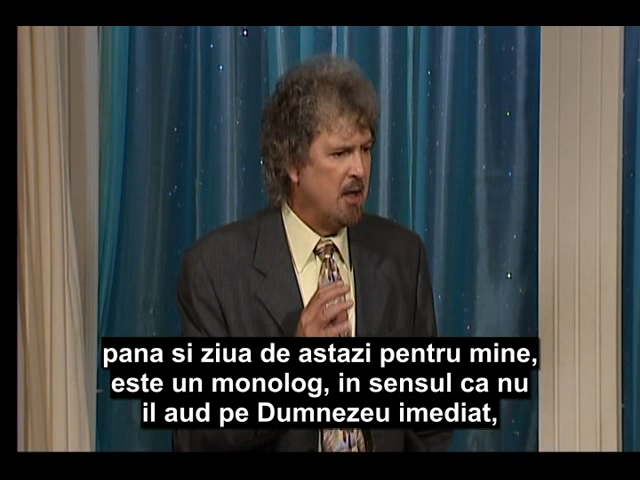 pana si ziua de astazi pentru mine,
este un monolog, in sensul ca nu
il aud pe Dumnezeu imediat,